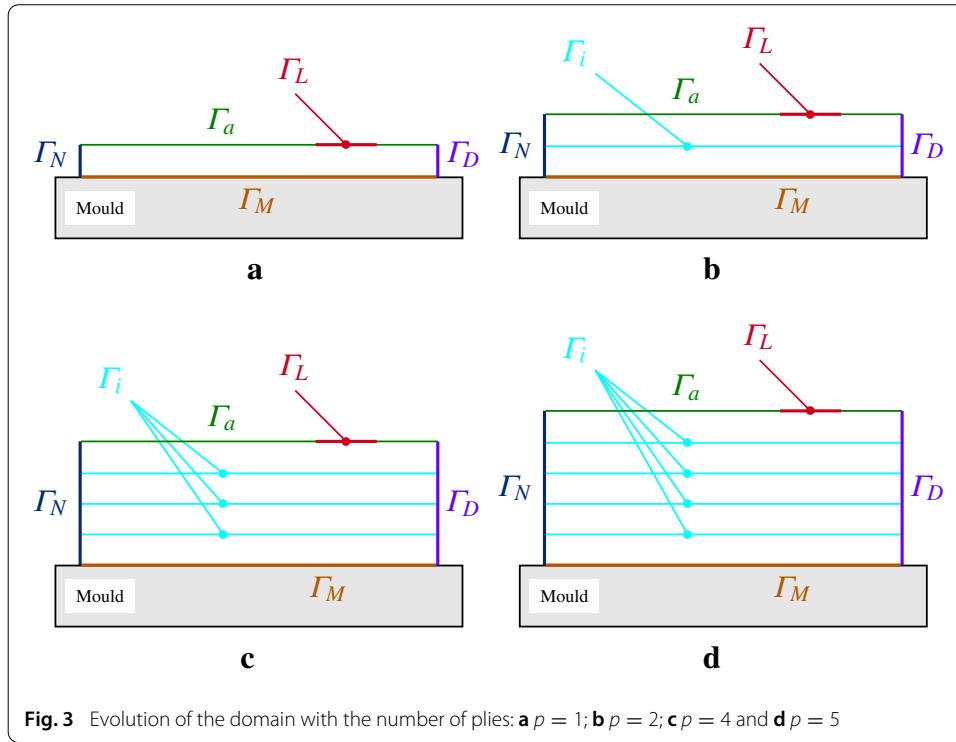 Γ_L
Γ_a
Γ_N
Γ_D
Mould
Γ_M
a
Γ_i
Γ_L
Γ_a
Γ_N
Γ_D
Mould
Γ_M
b
Γ_i
Γ_L
Γ_a
Γ_N
Γ_D
Mould
Γ_M
c
Γ_i
Γ_L
Γ_a
Γ_N
Γ_D
Mould
Γ_M
d
Fig. 3 Evolution of the domain with the number of plies: a p = 1; b p = 2; c p = 4 and d p = 5